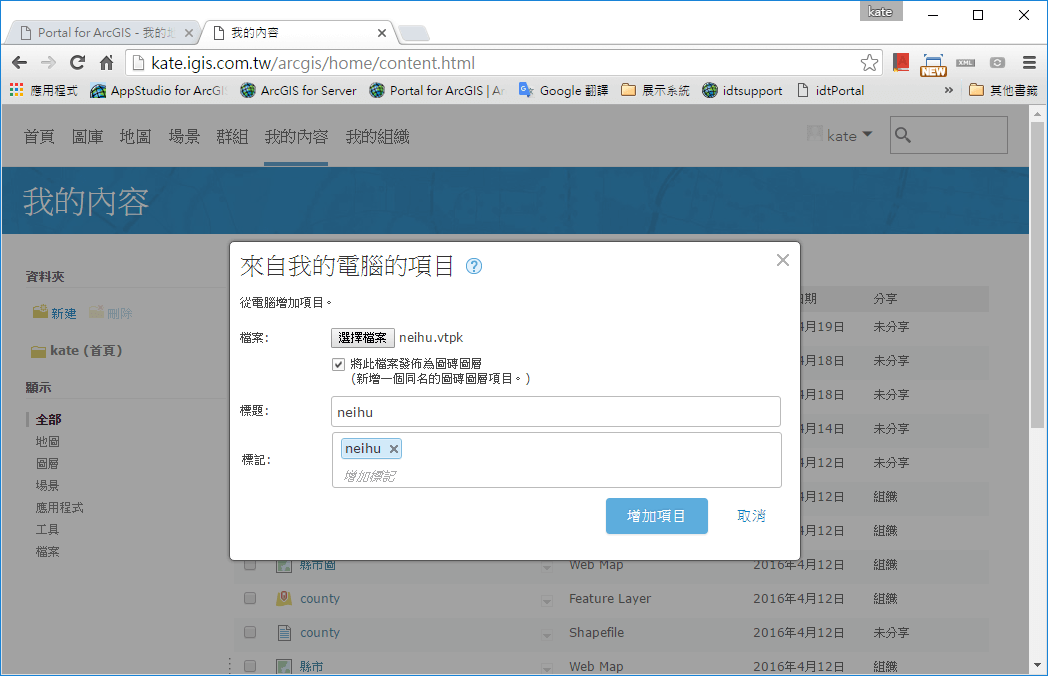 kate
Portal for ArcGIS - 我的
我的內容
kate.igis.com.tw/arcgis/home/content.html
應用程式 AppStudio for ArcG ArcGIS for Server Portal for ArcGIS | A Google 翻譯 展示系統 idtsupport idtPortal » 其他書籤
NEW
XML
首頁 圖庫 地圖 場景 群組 我的內容 我的組織 kate
我的內容
資料夾
新建 刪除
kate (首頁)
顯示
全部
地圖
圖層
場景
應用程式
工具
檔案
來自我的電腦的項目 ?
從電腦增加項目。
檔案: 選擇檔案 neihu.vtpk
將此檔案發佈為圖磚圖層
(新增一個同名的圖磚圖層項目。)
標題: neihu
標記: neihu
增加標記
增加項目 取消
期 分享
4月19日 未分享
4月18日 未分享
4月18日 未分享
4月14日 未分享
4月12日 未分享
2016年4月12日 組織
2016年4月12日 組織
縣市圖 Web Map 2016年4月12日 組織
county Feature Layer 2016年4月12日 組織
county Shapefile 2016年4月12日 未分享
縣市 Web Map 2016年4月12日 組織